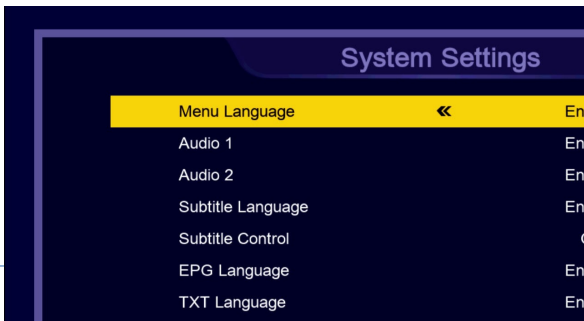 System Settings
Menu Language «
Audio 1
Audio 2
Subtitle Language
Subtitle Control
EPG Language
TXT Language